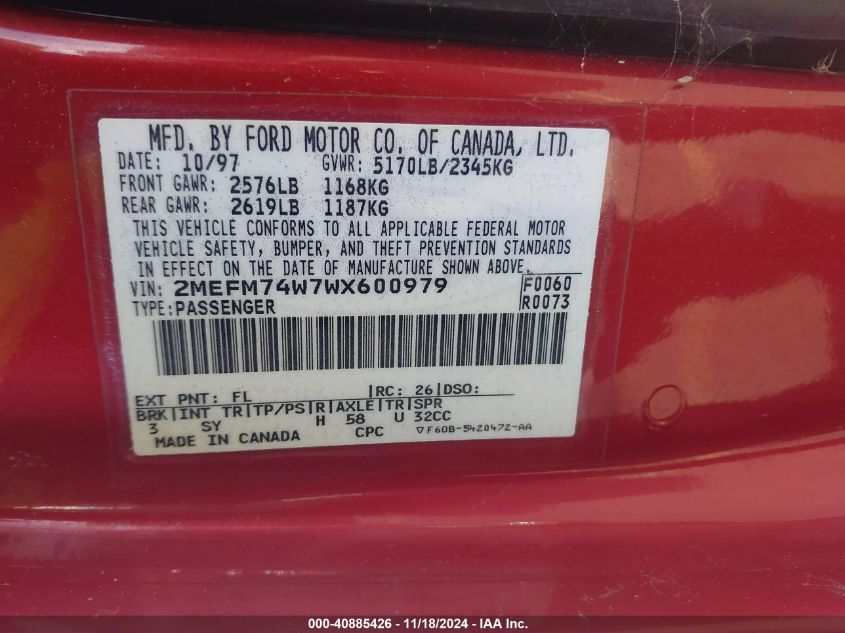 MFD. BY FORD MOTOR CO. OF CANADA, LTD.
DATE: 10/97 GVWR: 5170LB/2345KG
FRONT GAWR: 2576LB 1168KG
REAR GAWR: 2619LB 1187KG
THIS VEHICLE CONFORMS TO ALL APPLICABLE FEDERAL MOTOR
VEHICLE SAFETY, BUMPER, AND THEFT PREVENTION STANDARDS
IN EFFECT ON THE DATE OF MANUFACTURE SHOWN ABOVE.
VIN: 2MEFM74W7WX600979 F0060
TYPE: PASSENGER R0073
EXT PNT: FL RC: 26 DSO:
BRK INT TR TP/PS R AXLE TR SPR
3 SY H 58 U 32CC
MADE IN CANADA CPC ▽F60B-5420472-AA
000-40885426 - 11/18/2024 - IAA Inc.